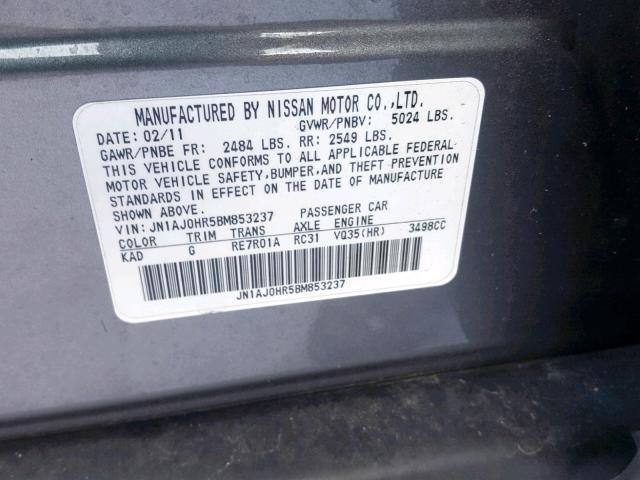 MANUFACTURED BY NISSAN MOTOR CO.,LTD.
DATE: 02/11 GVWR/PNBV: 5024 LBS.
GAWR/PNBE FR: 2484 LBS. RR: 2549 LBS.
THIS VEHICLE CONFORMS TO ALL APPLICABLE FEDERAL
MOTOR VEHICLE SAFETY,BUMPER,AND THEFT PREVENTION
STANDARDS IN EFFECT ON THE DATE OF MANUFACTURE
SHOWN ABOVE.
VIN: JN1AJ0HR5BM853237 PASSENGER CAR
COLOR TRIM TRANS AXLE ENGINE
KAD G RE7R01A RC31 VQ35(HR) 3498CC
JN1AJ0HR5BM853237